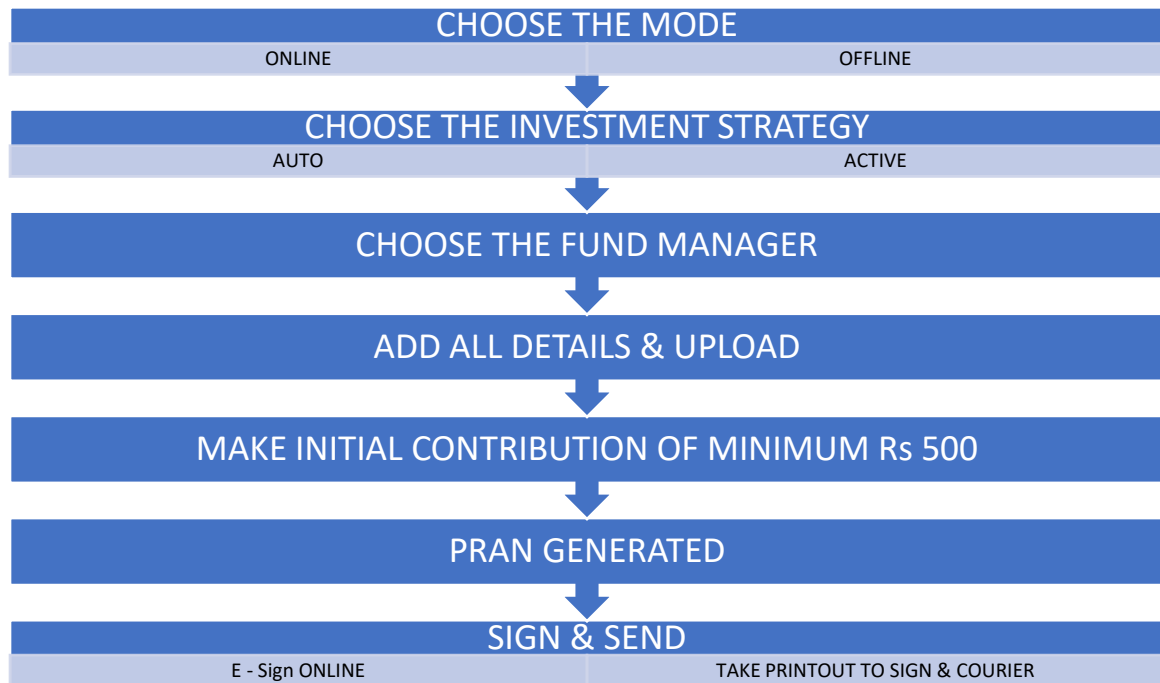 CHOOSE THE MODE
ONLINE OFFLINE
CHOOSE THE INVESTMENT STRATEGY
AUTO ACTIVE
CHOOSE THE FUND MANAGER
ADD ALL DETAILS & UPLOAD
MAKE INITIAL CONTRIBUTION OF MINIMUM Rs 500
PRAN GENERATED
SIGN & SEND
E - Sign ONLINE TAKE PRINTOUT TO SIGN & COURIER